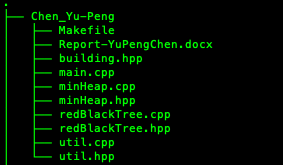 .
├── Chen_Yu-Peng
│   ├── Makefile
│   ├── Report-YuPengChen.docx
│   ├── building.hpp
│   ├── main.cpp
│   ├── minHeap.cpp
│   ├── minHeap.hpp
│   ├── redBlackTree.cpp
│   ├── redBlackTree.hpp
│   ├── util.cpp
│   └── util.hpp